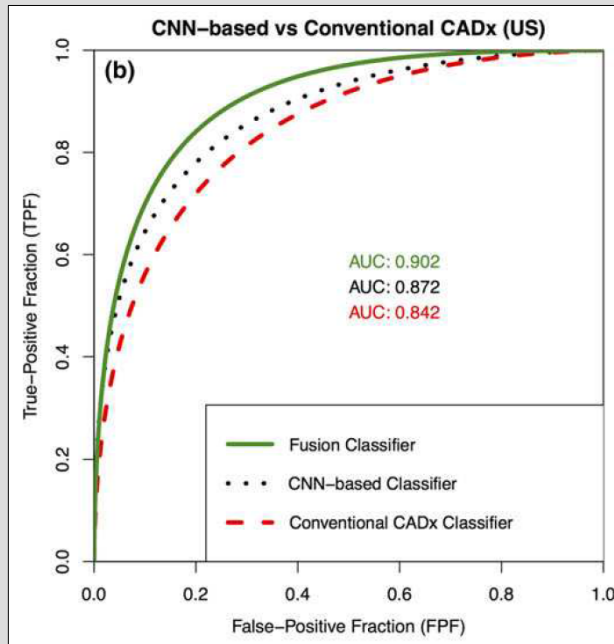 CNN-based vs Conventional CADx (US)
(b)
True-Positive Fraction (TPF)
1.0
0.8
0.6
0.4
0.2
0.0
AUC: 0.902
AUC: 0.872
AUC: 0.842
Fusion Classifier
CNN-based Classifier
Conventional CADx Classifier
0.0 0.2 0.4 0.6 0.8 1.0
False-Positive Fraction (FPF)